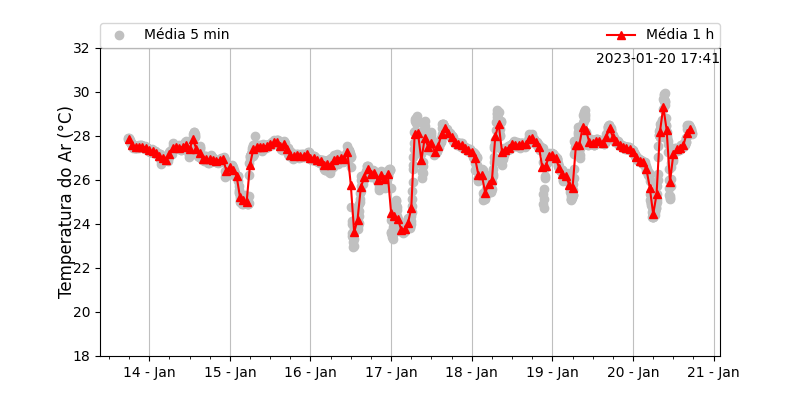 Média 5 min
Média 1 h
2023-01-20 17:41
Temperatura do Ar (°C)
32
30
28
26
24
22
20
18
14 - Jan
15 - Jan
16 - Jan
17 - Jan
18 - Jan
19 - Jan
20 - Jan
21 - Jan